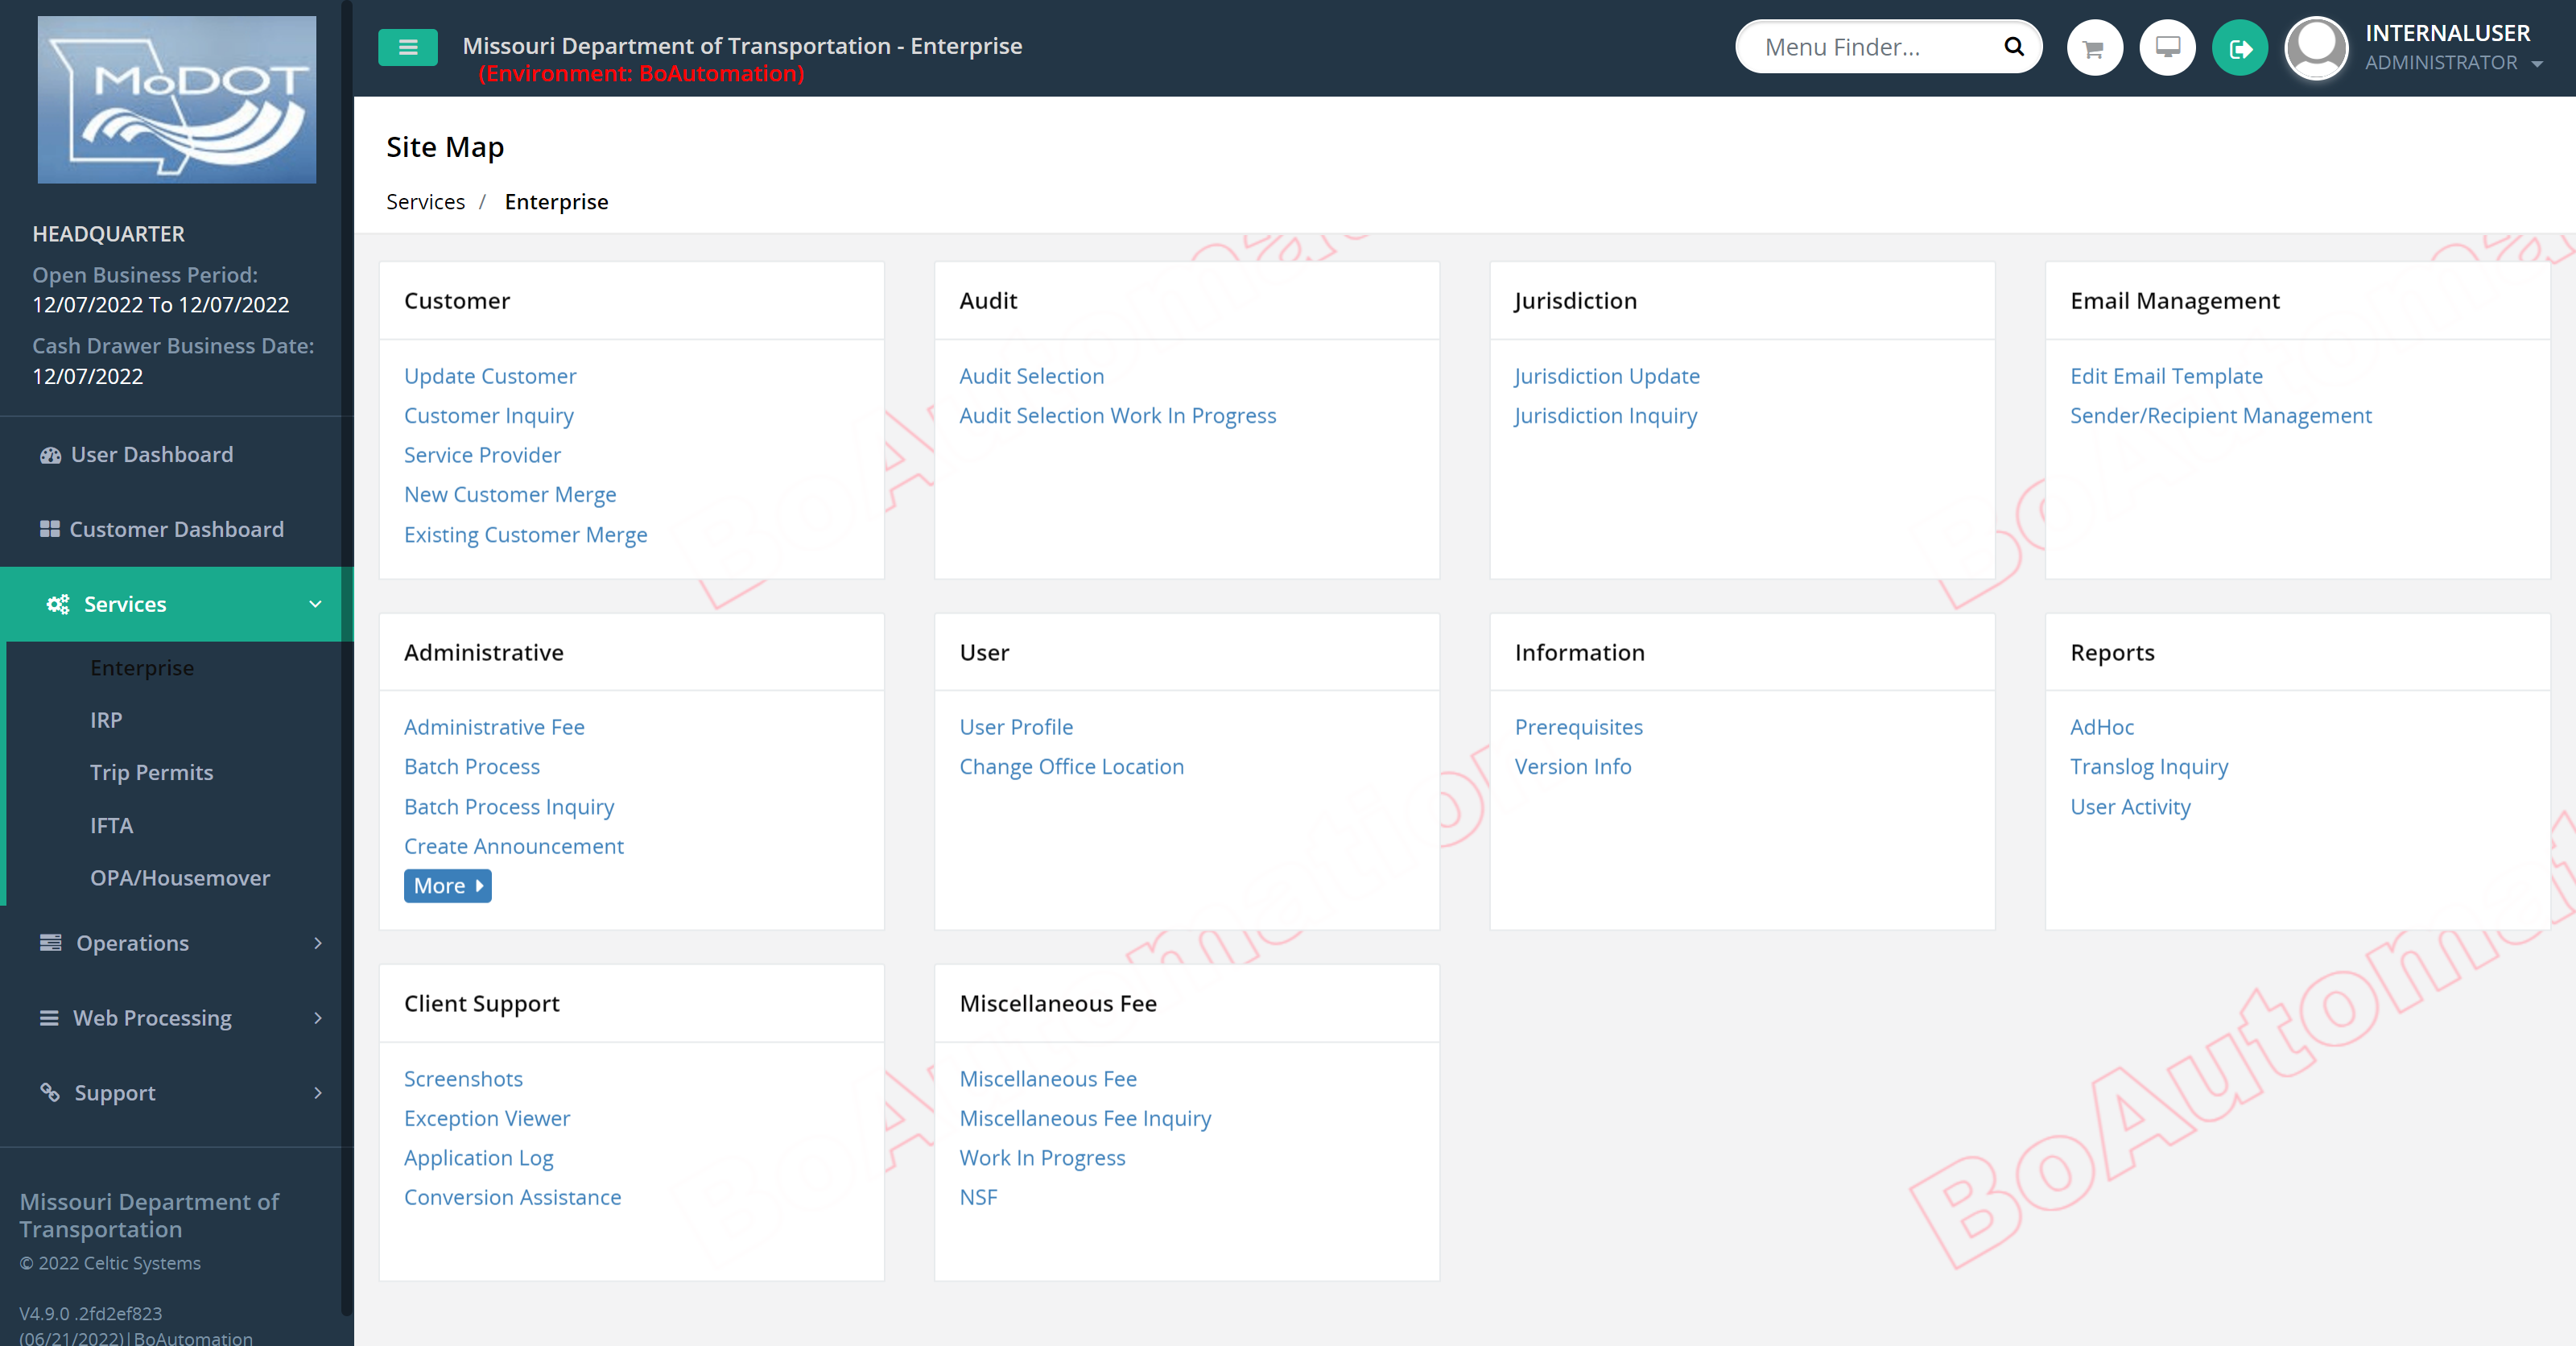 MoDOT
Missouri Department of Transportation - Enterprise
(Environment: BoAutomation)
Menu Finder...
INTERNALUSER
ADMINISTRATOR
HEADQUARTER
Open Business Period:
12/07/2022 To 12/07/2022
Cash Drawer Business Date:
12/07/2022
User Dashboard
Customer Dashboard
Services
Enterprise
IRP
Trip Permits
IFTA
OPA/Housemover
Operations
Web Processing
Support
Missouri Department of
Transportation
© 2022 Celtic Systems
V4.9.0 .2fd2ef823
(06/21/2022)|BoAutomation
Site Map
Services / Enterprise
Customer
Update Customer
Customer Inquiry
Service Provider
New Customer Merge
Existing Customer Merge
Audit
Audit Selection
Audit Selection Work In Progress
Jurisdiction
Jurisdiction Update
Jurisdiction Inquiry
Email Management
Edit Email Template
Sender/Recipient Management
Administrative
Administrative Fee
Batch Process
Batch Process Inquiry
Create Announcement
More
User
User Profile
Change Office Location
Information
Prerequisites
Version Info
Reports
AdHoc
Translog Inquiry
User Activity
Client Support
Screenshots
Exception Viewer
Application Log
Conversion Assistance
Miscellaneous Fee
Miscellaneous Fee
Miscellaneous Fee Inquiry
Work In Progress
NSF
BoAutomat